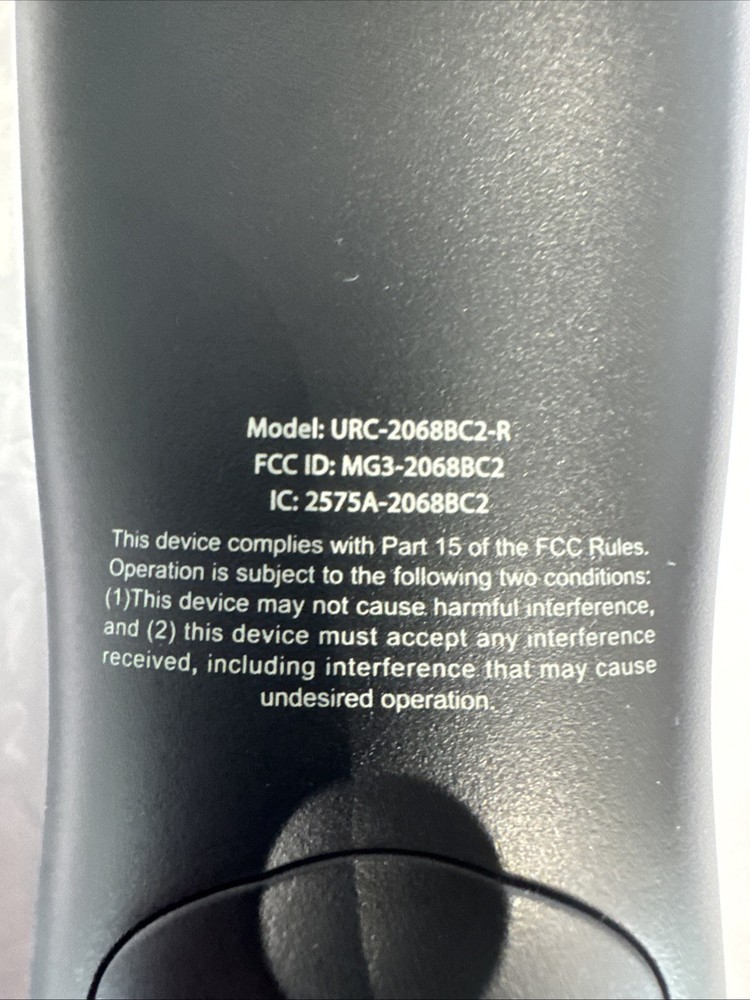 Model: URC-2068BC2-R
FCC ID: MG3-2068BC2
IC: 2575A-2068BC2
This device complies with Part 15 of the FCC Rules.
Operation is subject to the following two conditions:
(1)This device may not cause harmful interference,
and (2) this device must accept any interference
received, including interference that may cause
undesired operation.